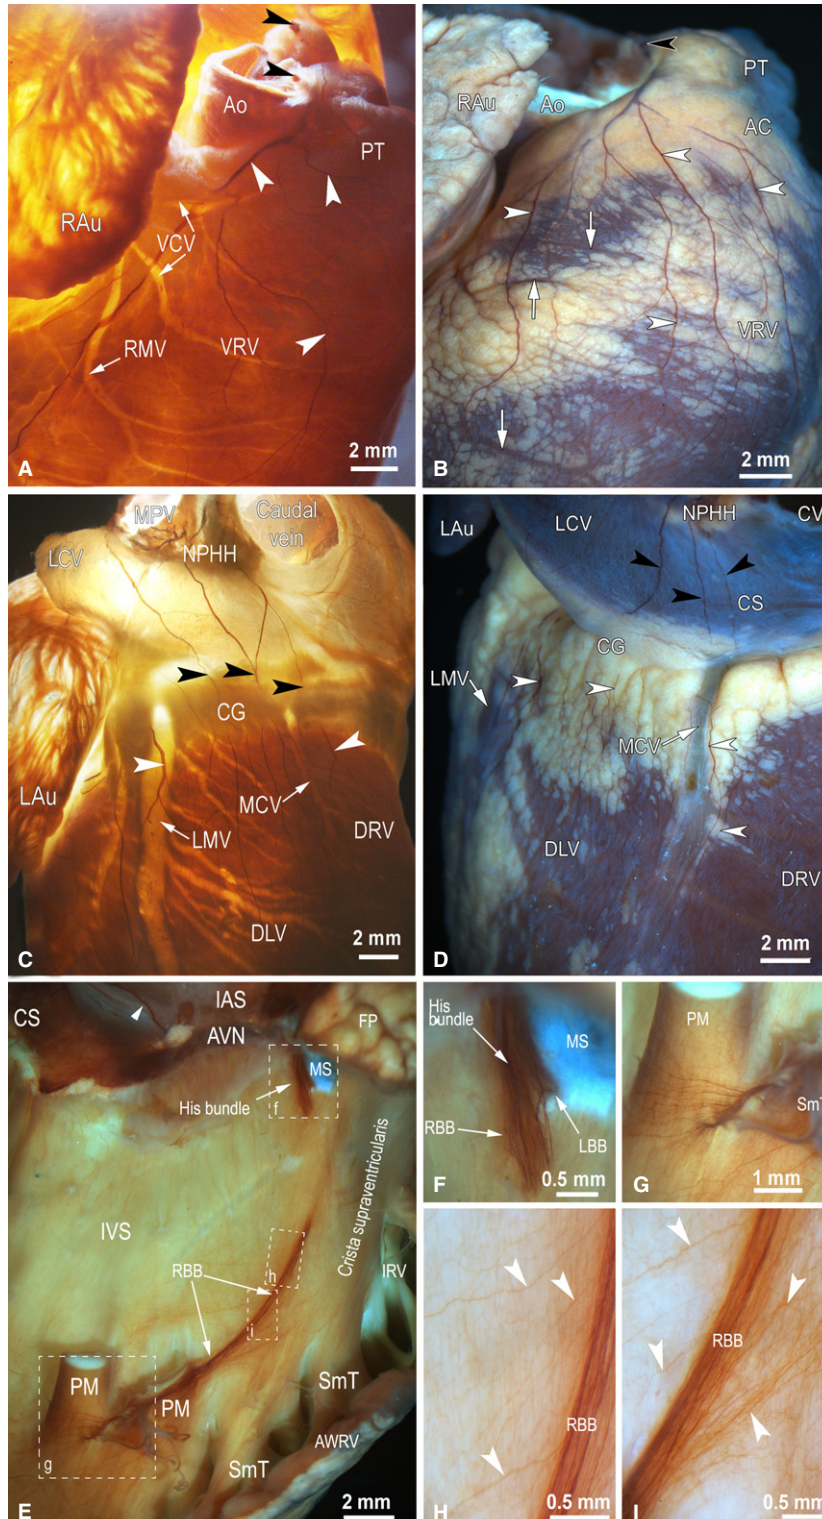 Ao
PT
RAu
VCV
RMV
VRV
2 mm
A
PT
RAu
Ao
AC
VRV
2 mm
B
MPV
Caudal
vein
LCV
NPHH
CG
LAu
MCV
LMV
DRV
DLV
2 mm
C
LAu
LCV
NPHH
CV
CS
CG
LMV
MCV
DLV
DRV
2 mm
D
CS
IAS
AVN
FP
MS
His bundle
f
IVS
Crista supraventricularis
RBB
h
i
IRV
PM
PM
SmT
g
AWRV
SmT
2 mm
E
His
bundle
MS
RBB
LBB
0.5 mm
F
PM
SmT
1 mm
G
RBB
0.5 mm
H
RBB
0.5 mm
I